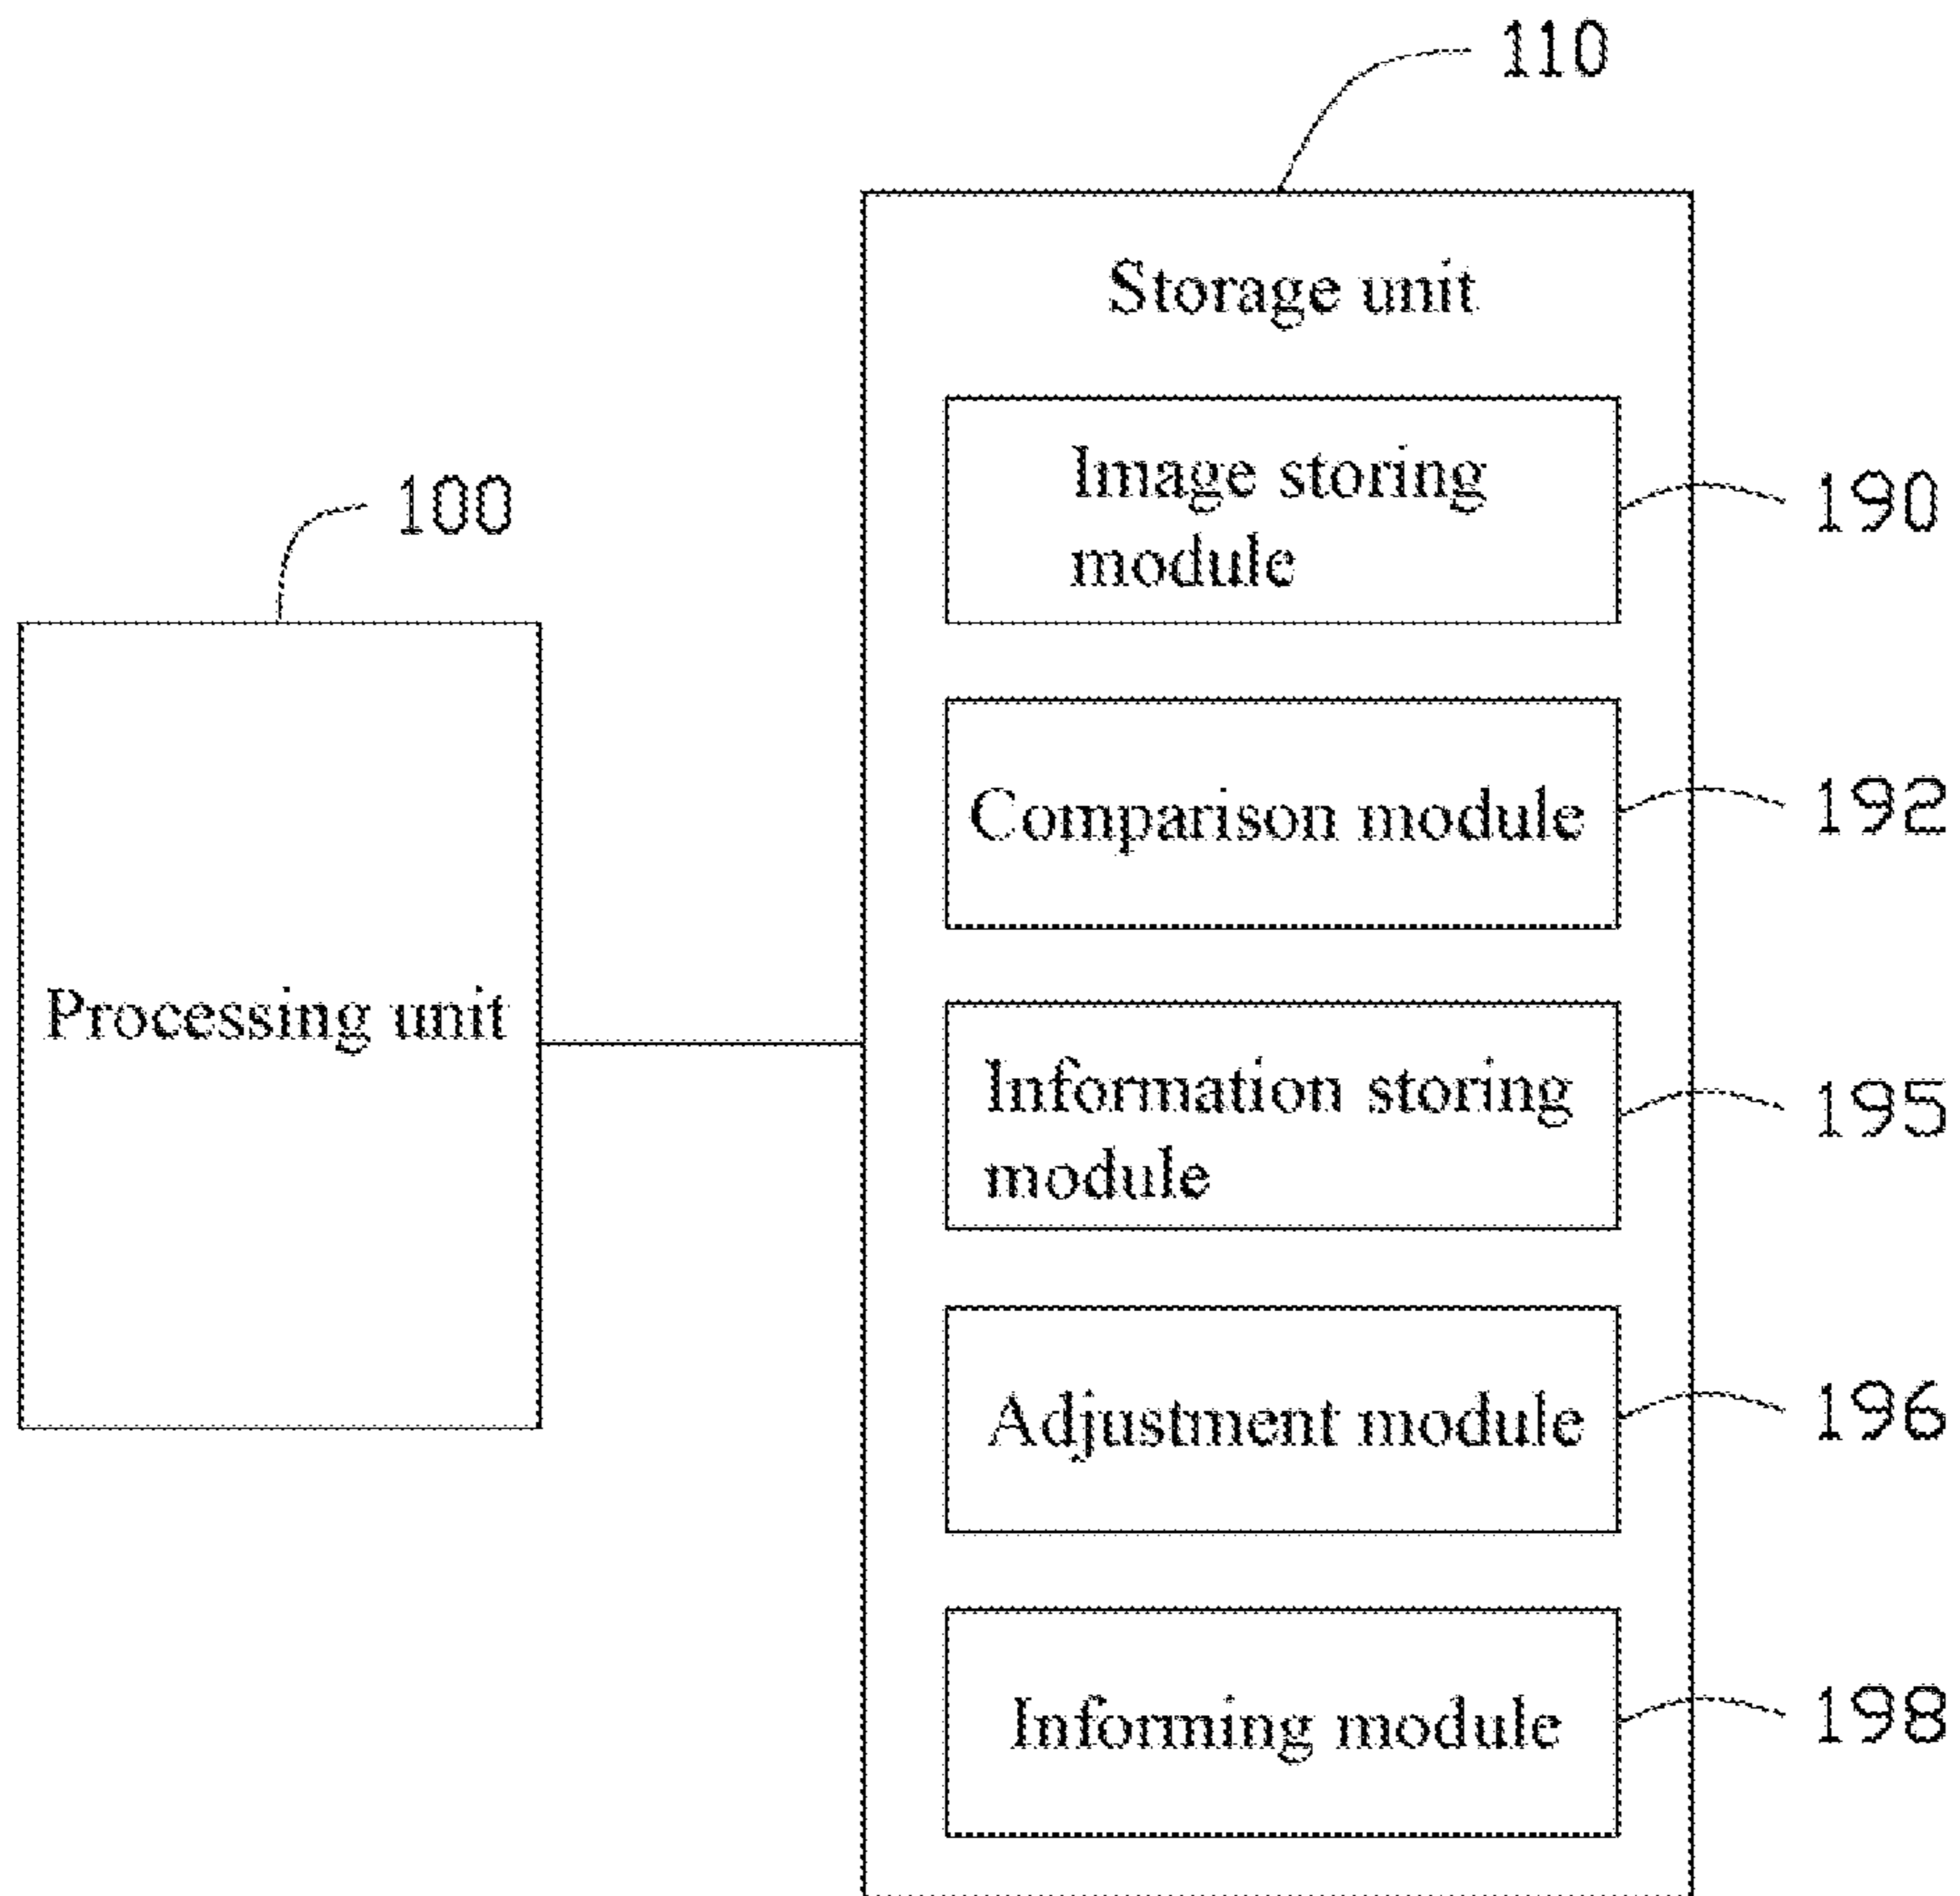 110
Storage unit
Image storing
module
190
100
Comparison module
192
Processing unit
Information storing
module
195
Adjustment module
196
Informing module
198